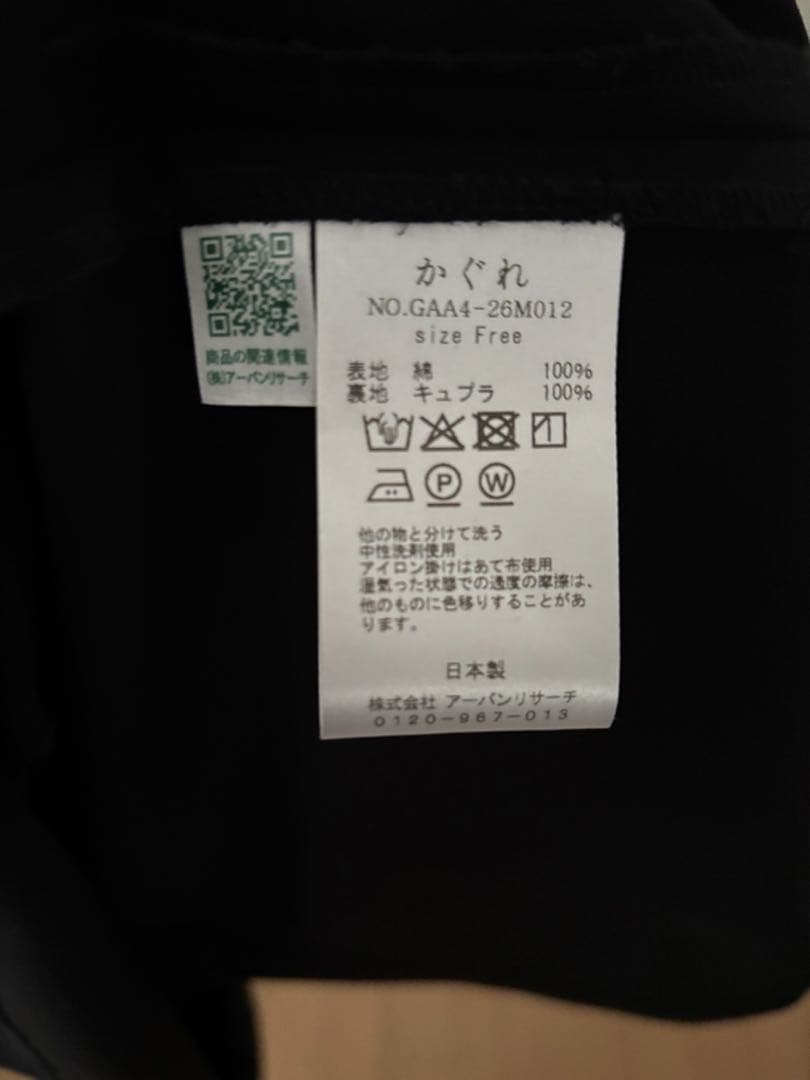 商品の関連情報
(株)アーバンリサーチ
かぐれ
NO.GAA4-26M012
size Free
表地 綿 100%
裏地 キュプラ 100%
P W
他の物と分けて洗う
中性洗剤使用
アイロン掛けはあて布使用
湿気った状態での過度の摩擦は、
他のものに色移りすることがあ
ります。
日本製
株式会社 アーバンリサーチ
0120-967-013